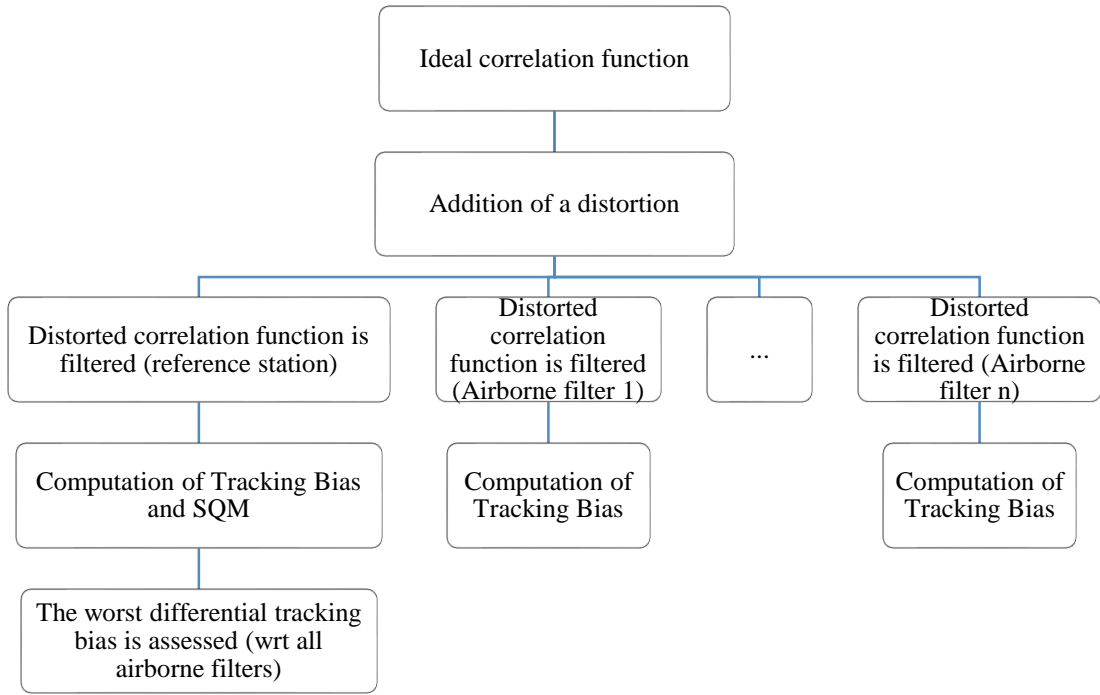 Ideal correlation function
Addition of a distortion
Distorted correlation function is
filtered (reference station)
Distorted
correlation
function is filtered
(Airborne filter 1)
...
Distorted
correlation function
is filtered (Airborne
filter n)
Computation of Tracking Bias
and SQM
Computation of
Tracking Bias
Computation of
Tracking Bias
The worst differential tracking
bias is assessed (wrt all
airborne filters)